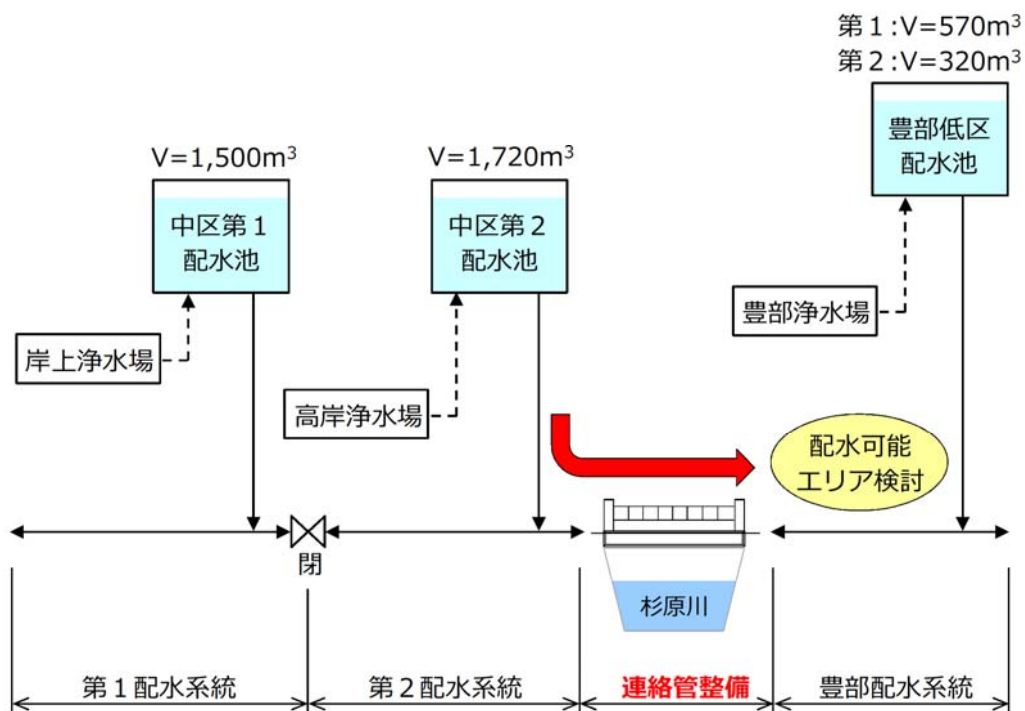 第１:V=570m³
第２:V=320m³
豊部低区
配水池
V=1,500m³
V=1,720m³
中区第１
配水池
中区第２
配水池
豊部浄水場
岸上浄水場
高岸浄水場
配水可能
エリア検討
閉
杉原川
第１配水系統
第２配水系統
連絡管整備
豊部配水系統